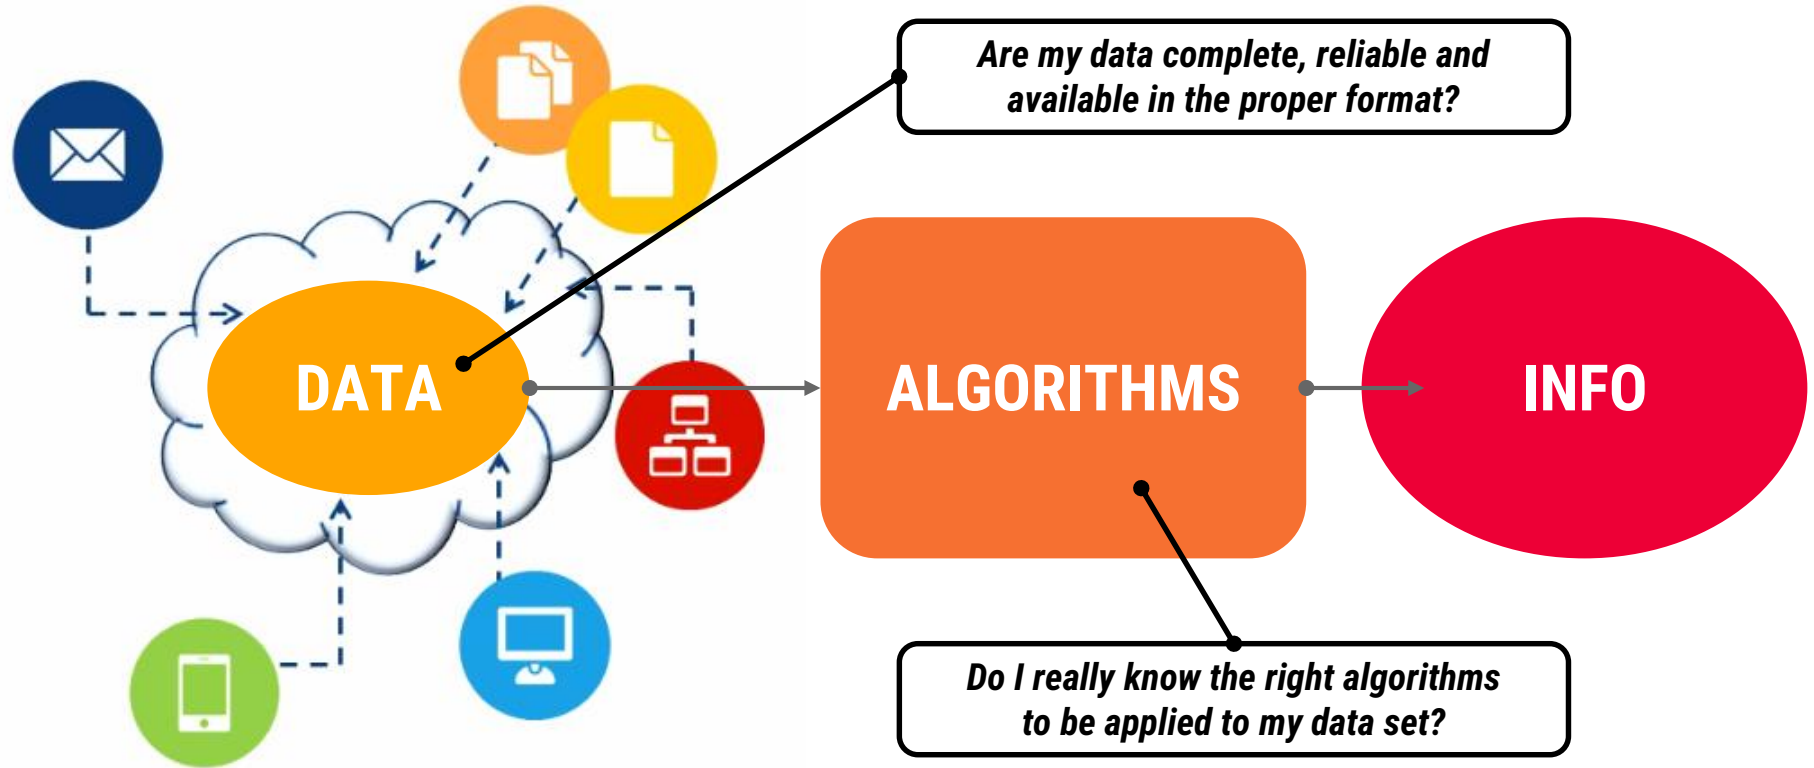 Are my data complete, reliable and
available in the proper format?
DATA
ALGORITHMS
INFO
Do I really know the right algorithms
to be applied to my data set?